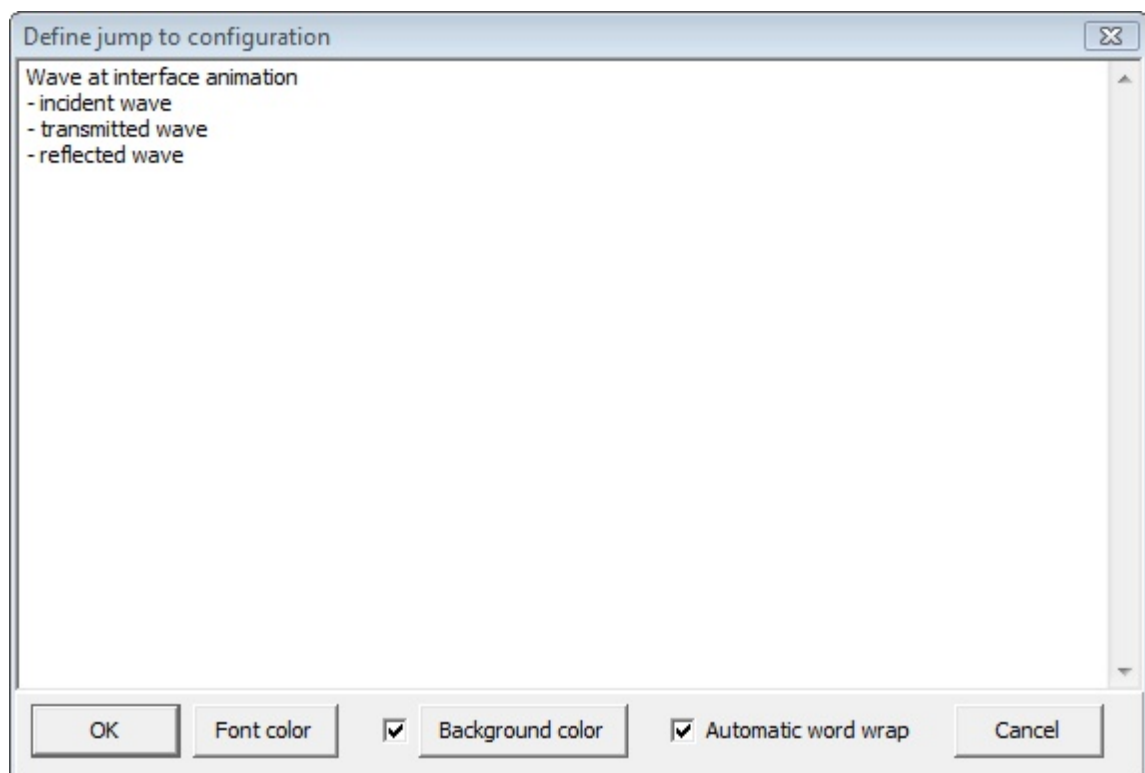 Define jump to configuration
Wave at interface animation
- incident wave
- transmitted wave
- reflected wave
OK Font color Background color Automatic word wrap Cancel